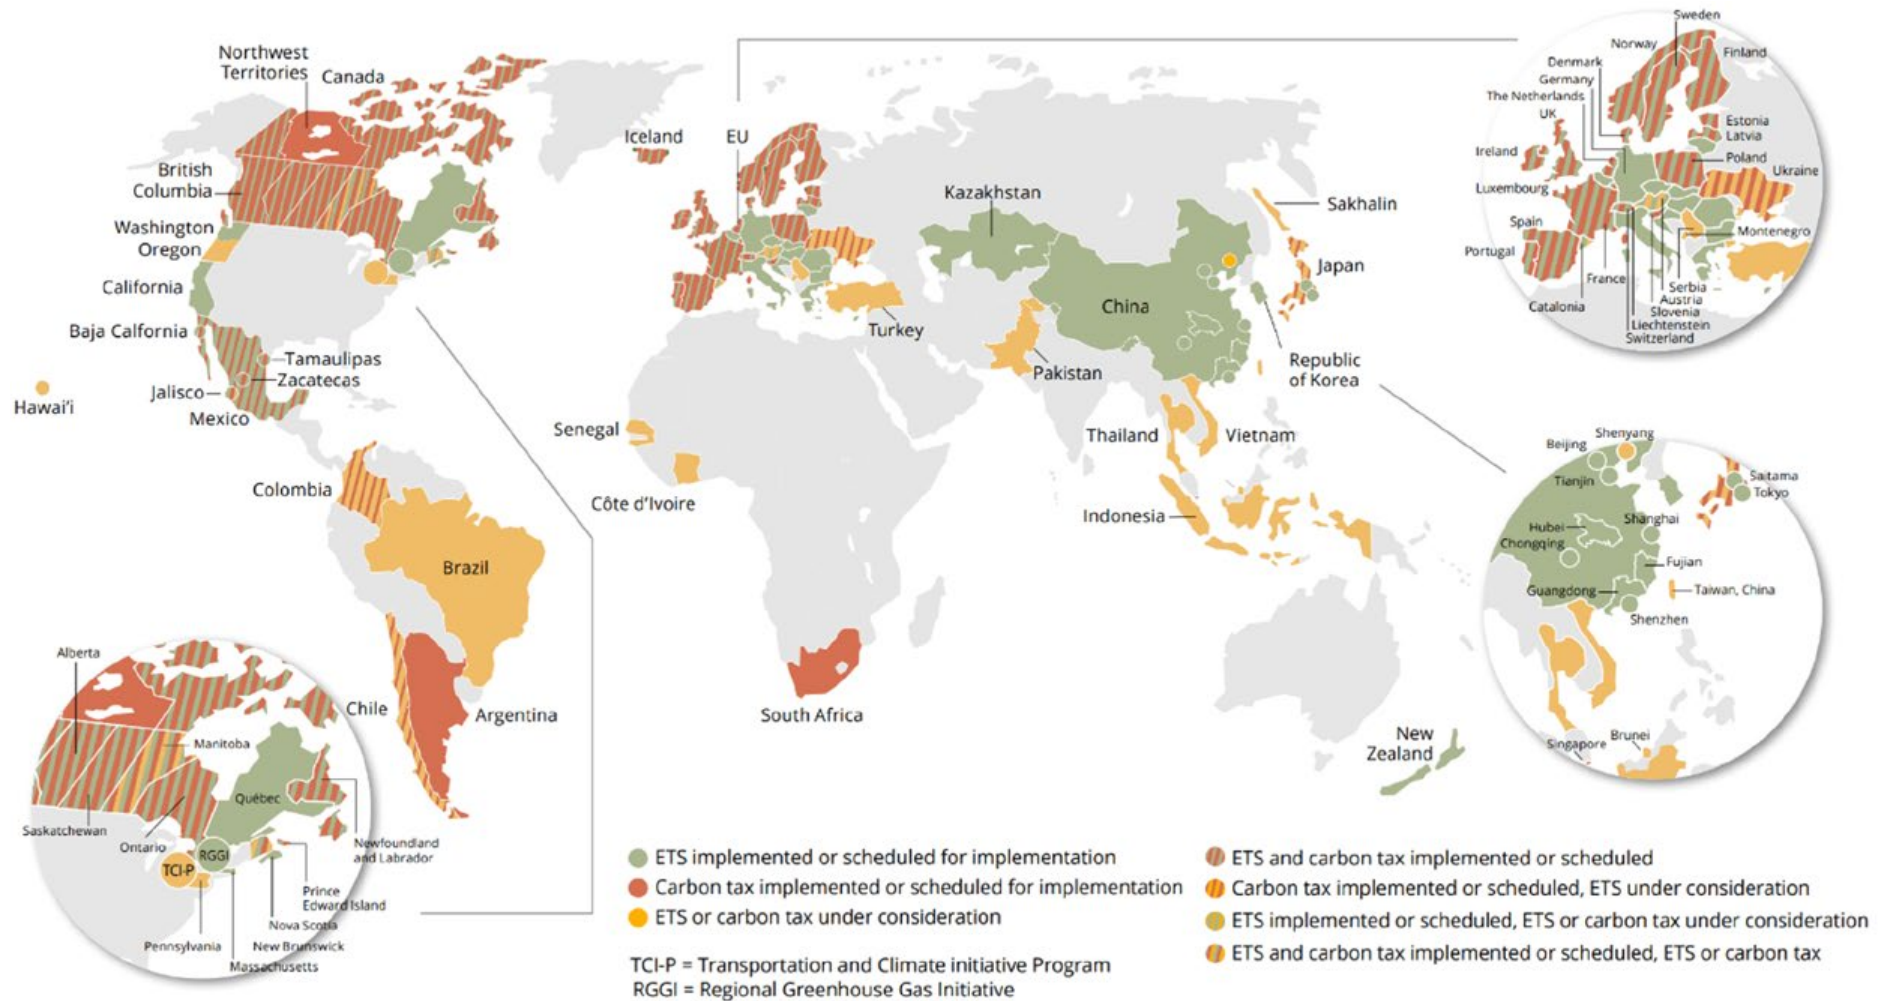 Northwest
Territories
Canada
British
Columbia
Washington
Oregon
California
Baja Calfornia
Tamaulipas
Zacatecas
Jalisco
Mexico
Hawai'i
Colombia
Brazil
Chile
Argentina
Iceland
EU
Kazakhstan
Sakhalin
Japan
China
Turkey
Pakistan
Republic
of Korea
Senegal
Côte d'Ivoire
Thailand
Vietnam
Indonesia
South Africa
New
Zealand
Sweden
Norway
Finland
Denmark
Germany
The Netherlands
UK
Estonia
Latvia
Ireland
Poland
Ukraine
Luxembourg
Spain
Portugal
Montenegro
France
Catalonia
Serbia
Austria
Slovenia
Liechtenstein
Switzerland
Shenyang
Beijing
Tianjin
Saitama
Tokyo
Hubei
Shanghai
Chongqing
Fujian
Guangdong
Taiwan, China
Shenzhen
Singapore
Brunei
Alberta
Manitoba
Québec
Saskatchewan
Ontario
RGGI
TCI-P
Newfoundland
and Labrador
Prince
Edward Island
Nova Scotia
Pennsylvania
New Brunswick
Massachusetts
ETS implemented or scheduled for implementation
Carbon tax implemented or scheduled for implementation
ETS or carbon tax under consideration
TCI-P = Transportation and Climate initiative Program
RGGI = Regional Greenhouse Gas Initiative
ETS and carbon tax implemented or scheduled
Carbon tax implemented or scheduled, ETS under consideration
ETS implemented or scheduled, ETS or carbon tax under consideration
ETS and carbon tax implemented or scheduled, ETS or carbon tax